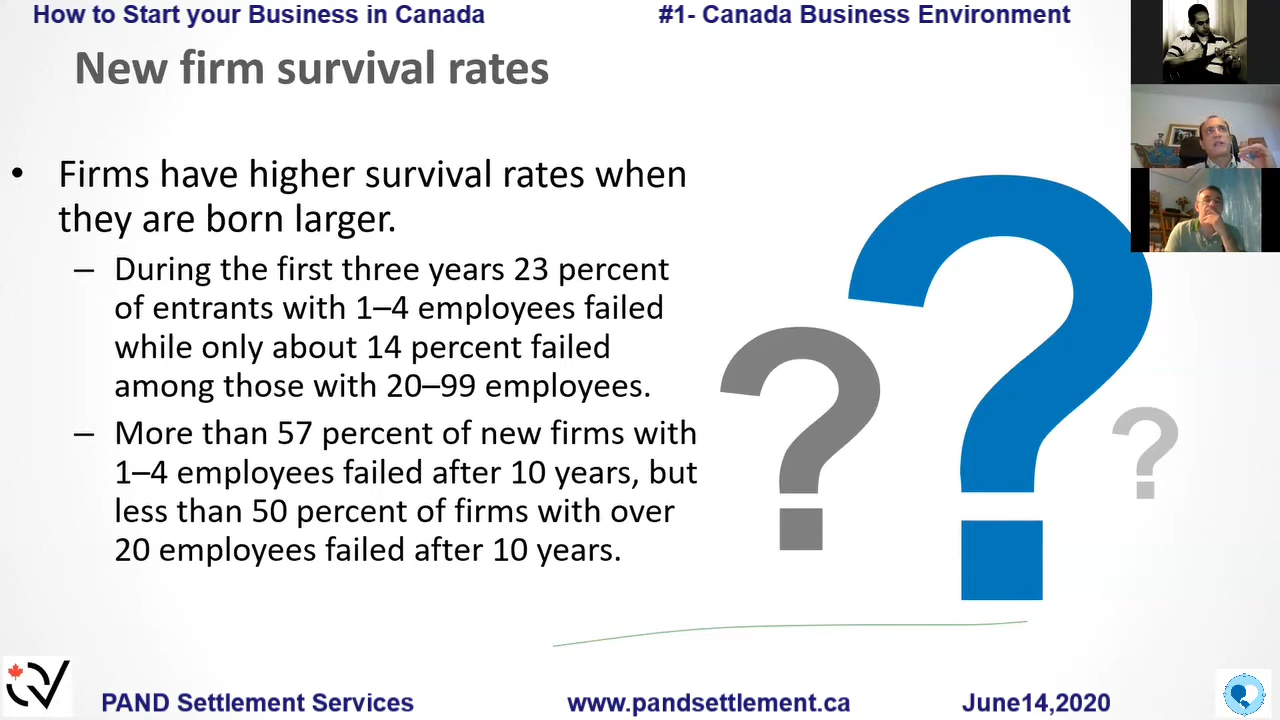 How to Start your Business in Canada #1- Canada Business Environment
New firm survival rates
• Firms have higher survival rates when
they are born larger.
– During the first three years 23 percent
of entrants with 1–4 employees failed
while only about 14 percent failed
among those with 20–99 employees.
– More than 57 percent of new firms with
1–4 employees failed after 10 years, but
less than 50 percent of firms with over
20 employees failed after 10 years.
? ? ?
PAND Settlement Services www.pandsettlement.ca June14,2020